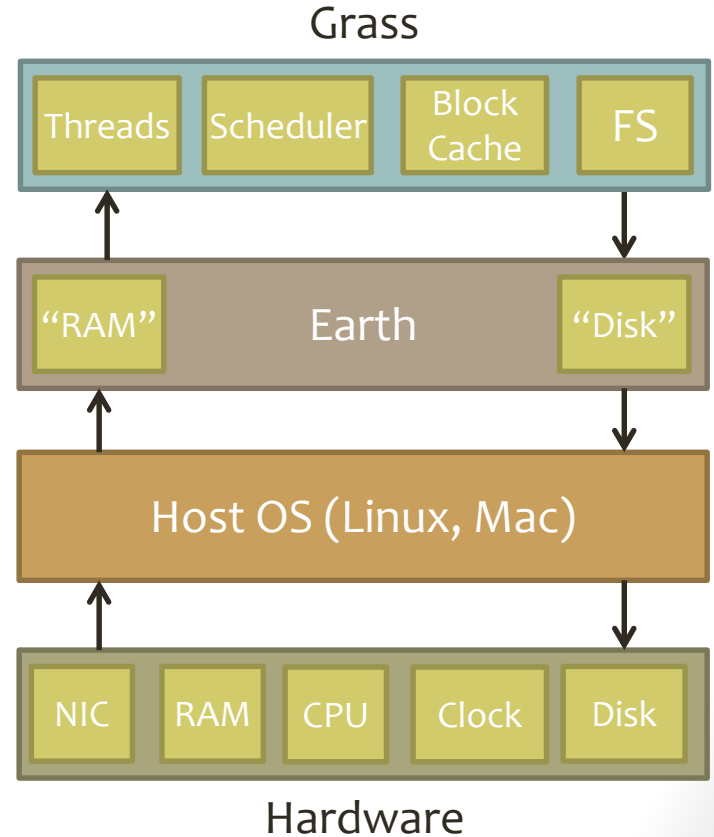 Grass
Threads
Scheduler
Block
Cache
FS
“RAM”
Earth
“Disk”
Host OS (Linux, Mac)
NIC
RAM
CPU
Clock
Disk
Hardware